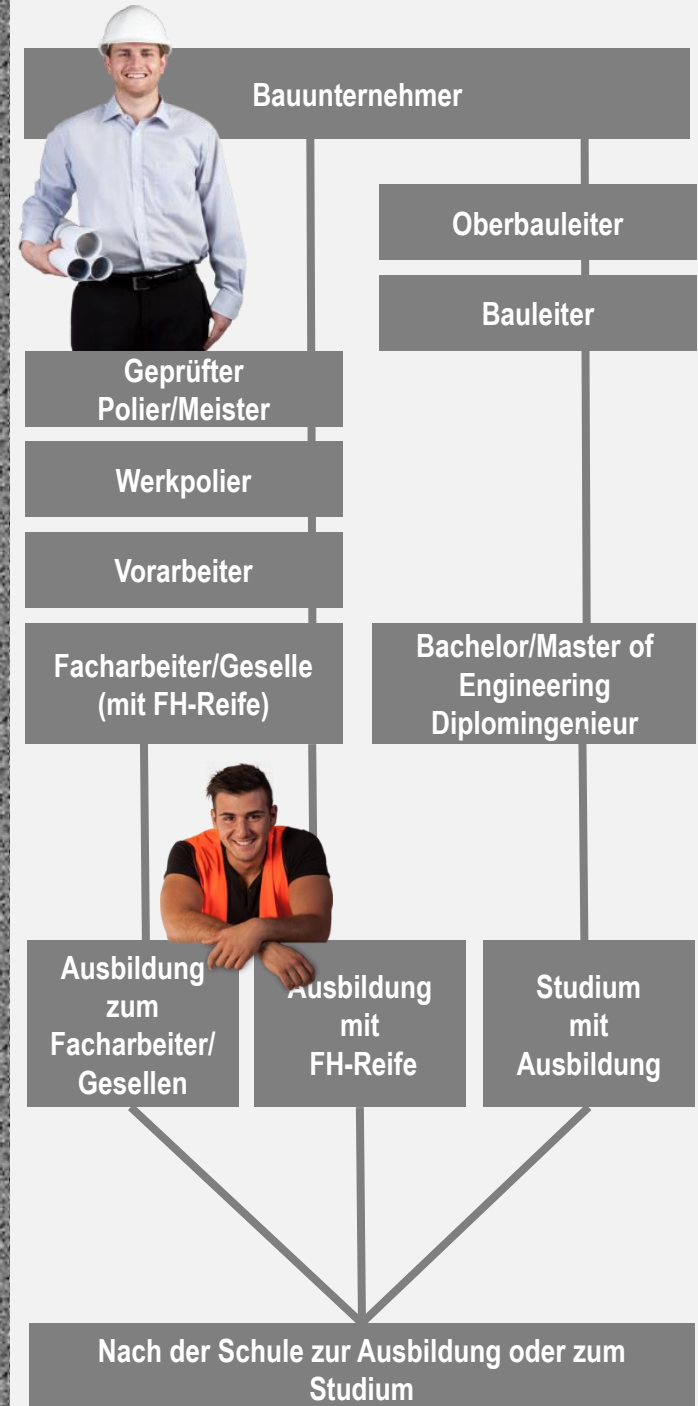 Bauunternehmer
Oberbauleiter
Bauleiter
Geprüfter
Polier/Meister
Werkpolier
Vorarbeiter
Facharbeiter/Geselle
(mit FH-Reife)
Bachelor/Master of
Engineering
Diplomingenieur
Ausbildung
zum
Facharbeiter/
Gesellen
Ausbildung
mit
FH-Reife
Studium
mit
Ausbildung
Nach der Schule zur Ausbildung oder zum
Studium